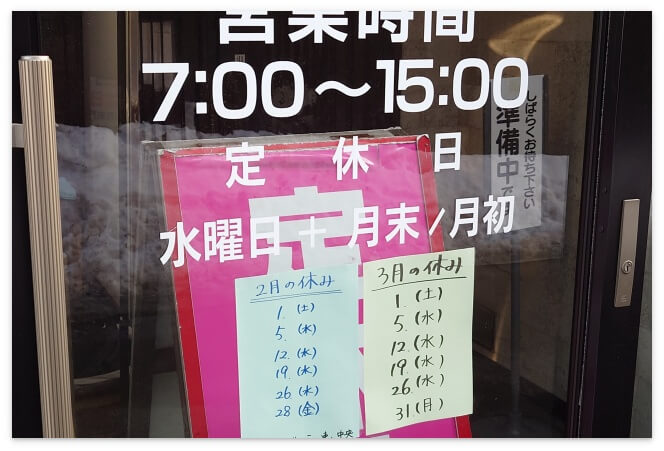 営業時間
7:00～15:00
定休日
水曜日＋月末/月初
しばらくお待ち下さい
準備中で
定
2月の休み
1.(土)
5.(水)
12.(水)
19.(水)
26.(水)
28(金)
3月の休み
1(土)
5.(水)
12.(水)
19.(水)
26.(水)
31(月)